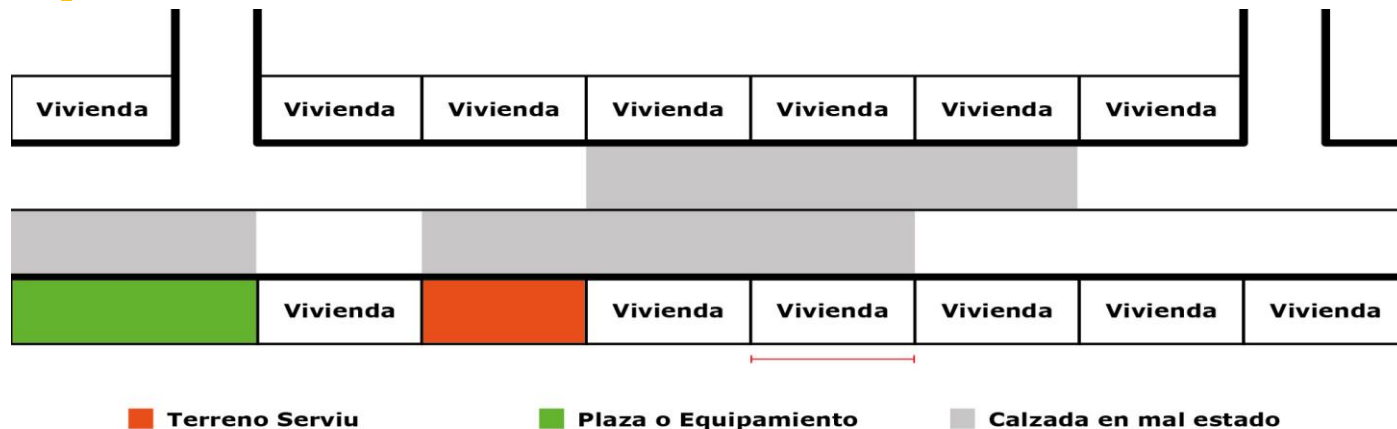 Vivienda Vivienda Vivienda Vivienda Vivienda Vivienda Vivienda
Vivienda Vivienda Vivienda Vivienda Vivienda Vivienda
Terreno Serviu Plaza o Equipamiento Calzada en mal estado